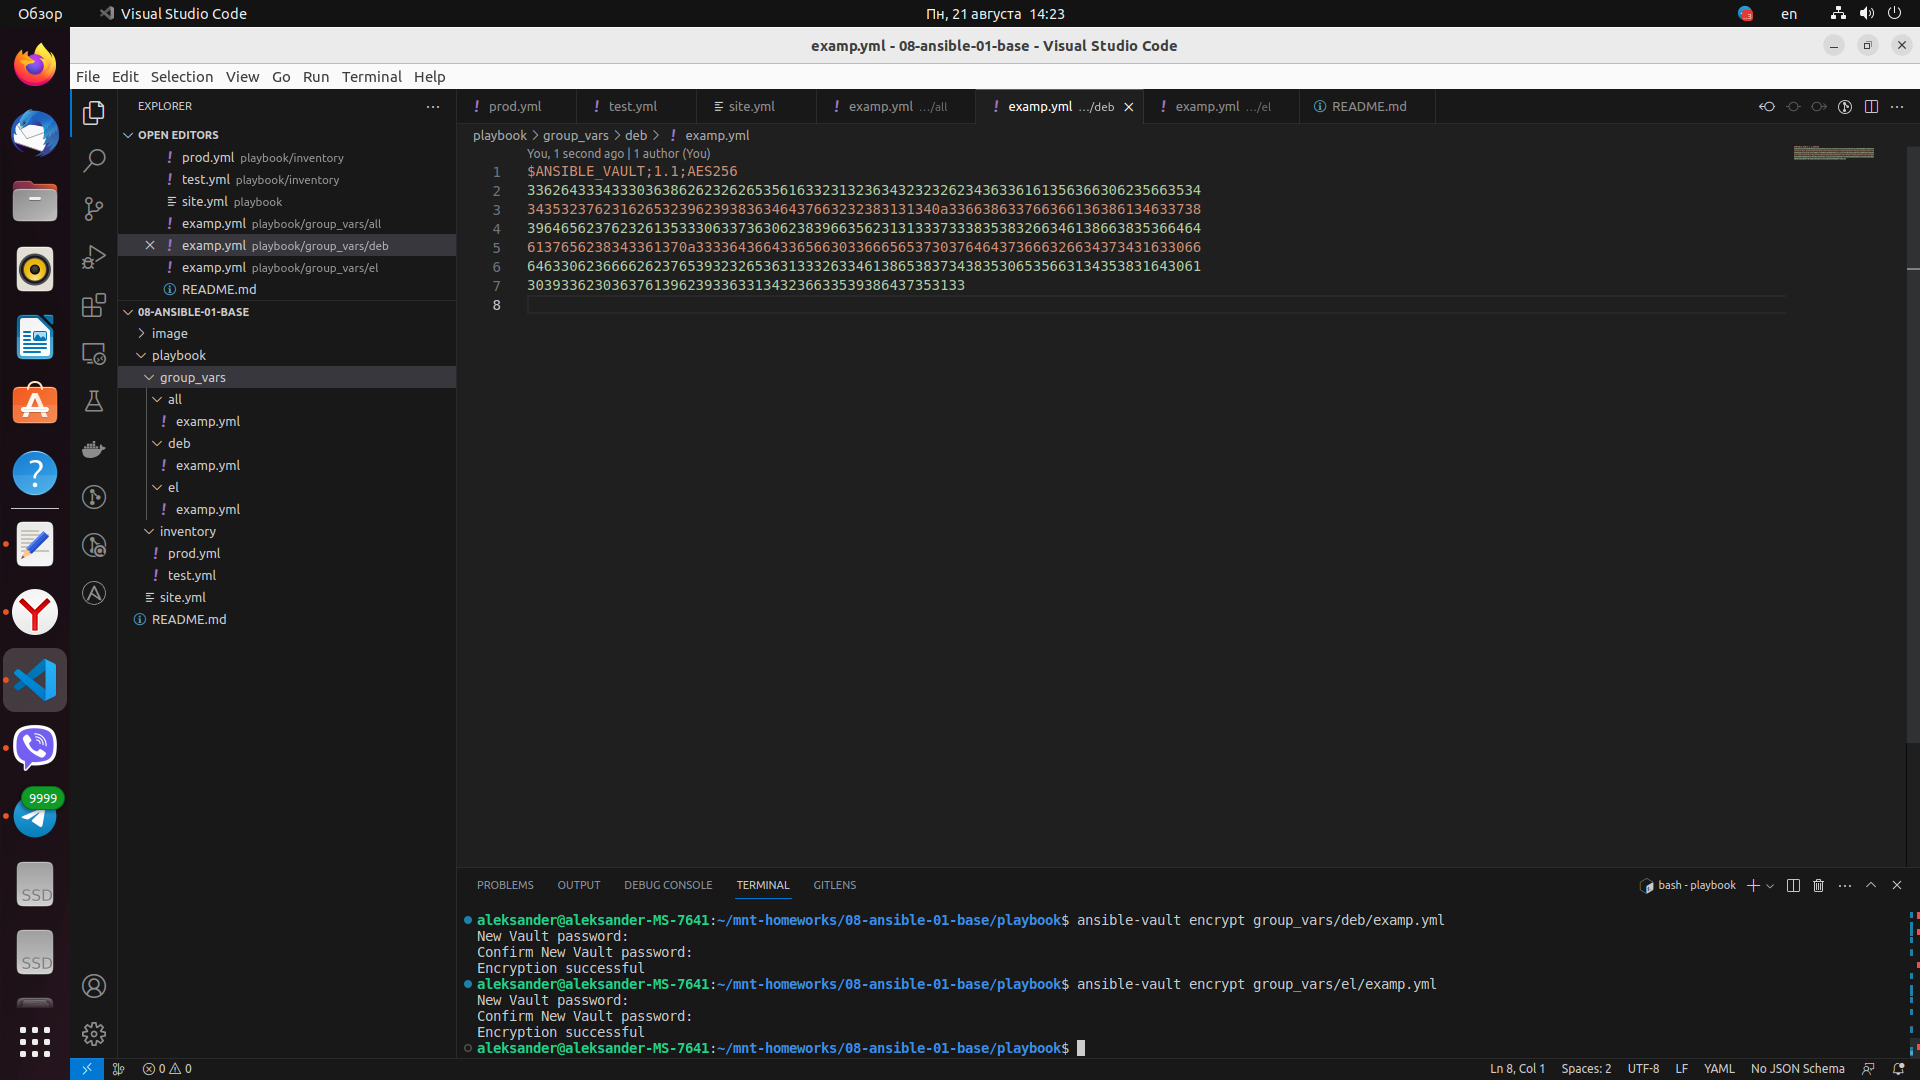 Обзор Visual Studio Code Пн, 21 августа 14:23 en
examp.yml - 08-ansible-01-base - Visual Studio Code
File Edit Selection View Go Run Terminal Help
EXPLORER
OPEN EDITORS
prod.yml playbook/inventory
test.yml playbook/inventory
site.yml playbook
examp.yml playbook/group_vars/all
examp.yml playbook/group_vars/deb
examp.yml playbook/group_vars/el
README.md
08-ANSIBLE-01-BASE
image
playbook
group_vars
all
examp.yml
deb
examp.yml
el
examp.yml
inventory
prod.yml
test.yml
site.yml
README.md
prod.yml test.yml site.yml examp.yml .../all examp.yml .../deb examp.yml .../el README.md
playbook > group_vars > deb > examp.yml
You, 1 second ago | 1 author (You)
1 $ANSIBLE_VAULT;1.1;AES256
2
3
4
5
6
7
8
PROBLEMS OUTPUT DEBUG CONSOLE TERMINAL GITLENS
bash - playbook
aleksander@aleksander-MS-7641:~/mnt-homeworks/08-ansible-01-base/playbook$ ansible-vault encrypt group_vars/deb/examp.yml
New Vault password:
Confirm New Vault password:
Encryption successful
aleksander@aleksander-MS-7641:~/mnt-homeworks/08-ansible-01-base/playbook$ ansible-vault encrypt group_vars/el/examp.yml
New Vault password:
Confirm New Vault password:
Encryption successful
aleksander@aleksander-MS-7641:~/mnt-homeworks/08-ansible-01-base/playbook$
0 0 Ln 8, Col 1 Spaces: 2 UTF-8 LF YAML No JSON Schema
9999
SSD
SSD